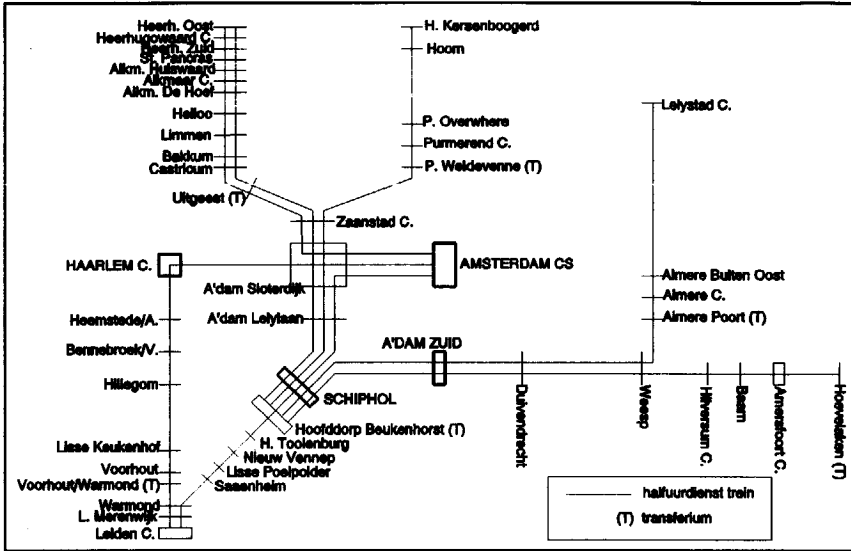 Heerh. Oost
Heerhugowaard C.
Heerh. Zuid
St. Pancras
Alkm. Huiswaard
Alkmaar C.
Alkm. De Hoef
Heiloo
Limmen
Bakkum
Castricum
Uitgeest (T)
H. Kersenboogerd
Hoorn
P. Overwhere
Purmerend C.
P. Weidevenne (T)
Zaanstad C.
Lelystad C.
HAARLEM C.
AMSTERDAM CS
A'dam Sloterdijk
A'dam Lelylaan
Almere Buiten Oost
Almere C.
Almere Poort (T)
Heemstede/A.
Bennebroek/V.
Hillegom
A'DAM ZUID
SCHIPHOL
Duivendrecht
Weesp
Hilversum C.
Baarn
Amersfoort C.
Hoevelaken (T)
Hoofddorp Beukenhorst (T)
H. Toolenburg
Nieuw Vennep
Lisse Poelpolder
Sassenheim
Lisse Keukenhof
Voorhout
Voorhout/Warmond (T)
Warmond
L. Merenwijk
Leiden C.
halfuurdienst trein
(T) transferium